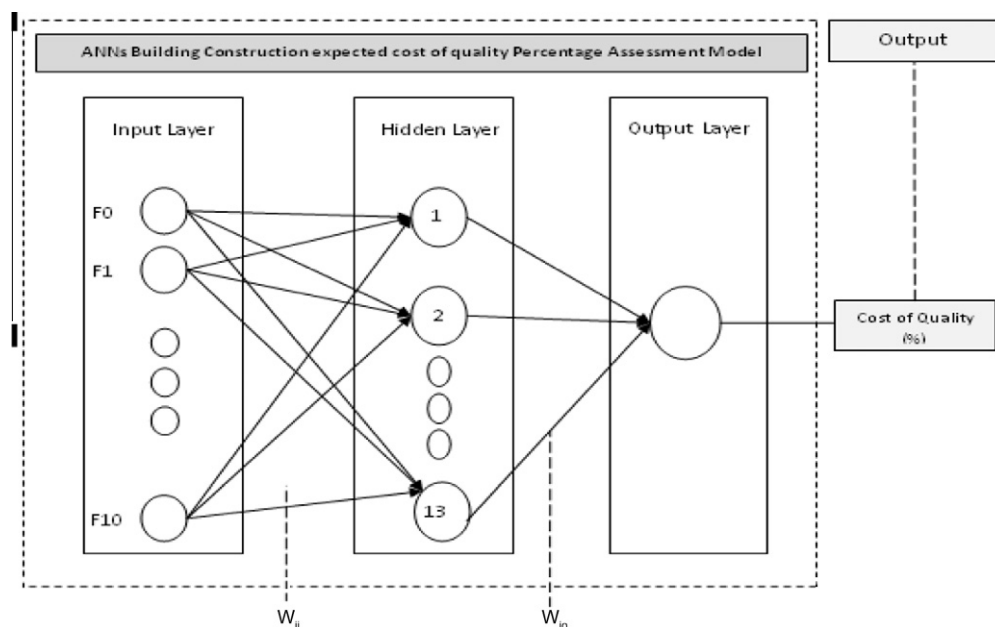 ANNs Building Construction expected cost of quality Percentage Assessment Model
Output
Input Layer
Hidden Layer
Output Layer
F0
1
F1
2
Cost of Quality
(%)
F10
13
W
W